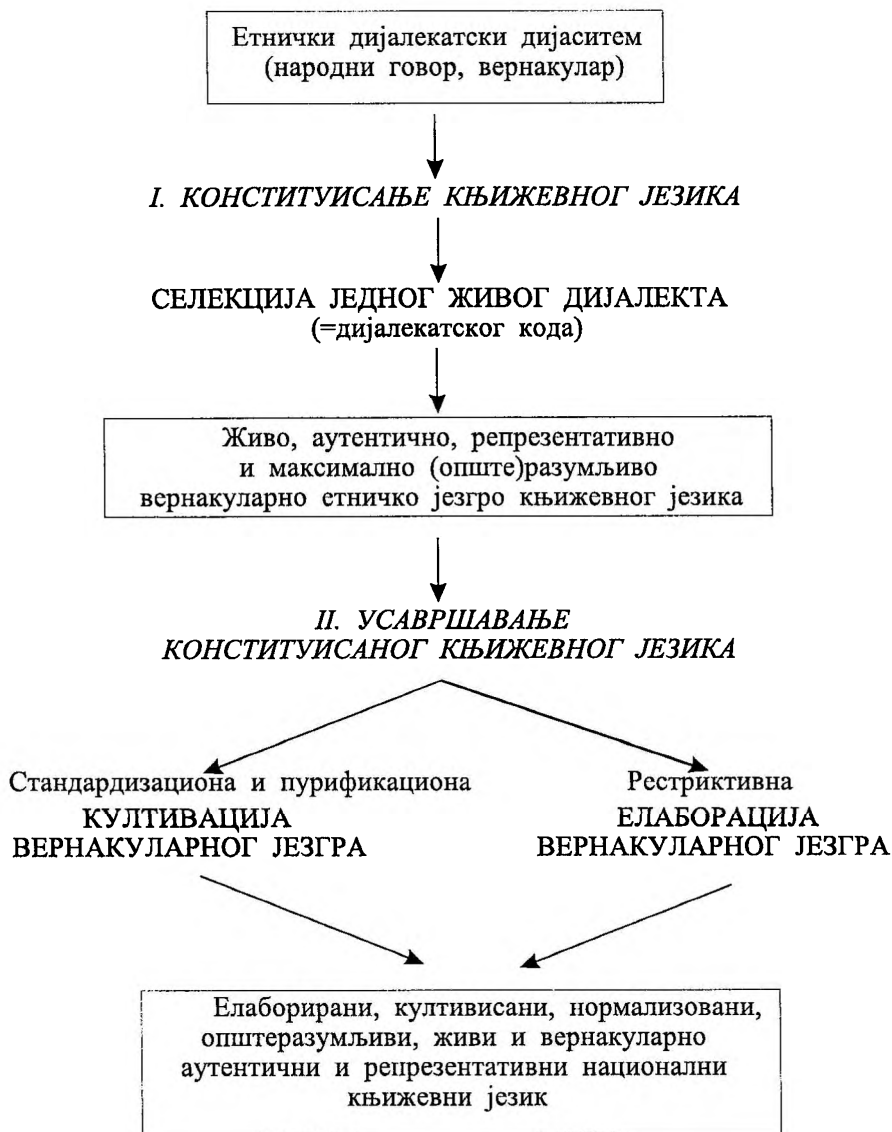 Етнички дијалекатски дијаситем
(народни говор, вернакулар)
I. КОНСТИТУИСАЊЕ КЊИЖЕВНОГ ЈЕЗИКА
СЕЛЕКЦИЈА ЈЕДНОГ ЖИВОГ ДИЈАЛЕКТА
(=дијалекатског кода)
Живо, аутентично, репрезентативно
и максимално (опште)разумљиво
вернакуларно етничко језгро књижевног језика
II. УСАВРШАВАЊЕ
КОНСТИТУИСАНОГ КЊИЖЕВНОГ ЈЕЗИКА
Стандардизациона и пурификациона
КУЛТИВАЦИЈА
ВЕРНАКУЛАРНОГ ЈЕЗГРА
Рестриктивна
ЕЛАБОРАЦИЈА
ВЕРНАКУЛАРНОГ ЈЕЗГРА
Елаборирани, култивисани, нормализовани,
општеразумљиви, живи и вернакуларно
аутентични и репрезентативни национални
књижевни језик